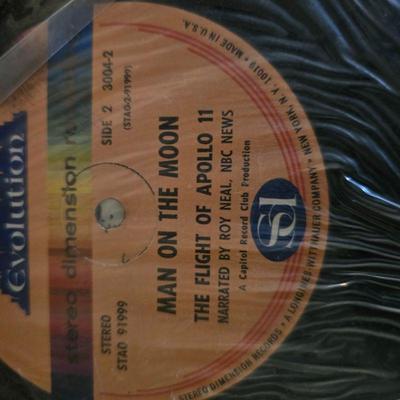 Evolution
stereo dimension
STEREO
STAO 91999
SIDE 2 3004-2
(STAO-2-91999)
MAN ON THE MOON
THE FLIGHT OF APOLLO 11
NARRATED BY ROY NEAL, NBC NEWS
A Capitol Record Club Production
SD
STEREO DIMENSION RECORDS • A LONGINES-WITTNAUER COMPANY • NEW YORK, N. Y. 10019 • MADE IN U.S.A.